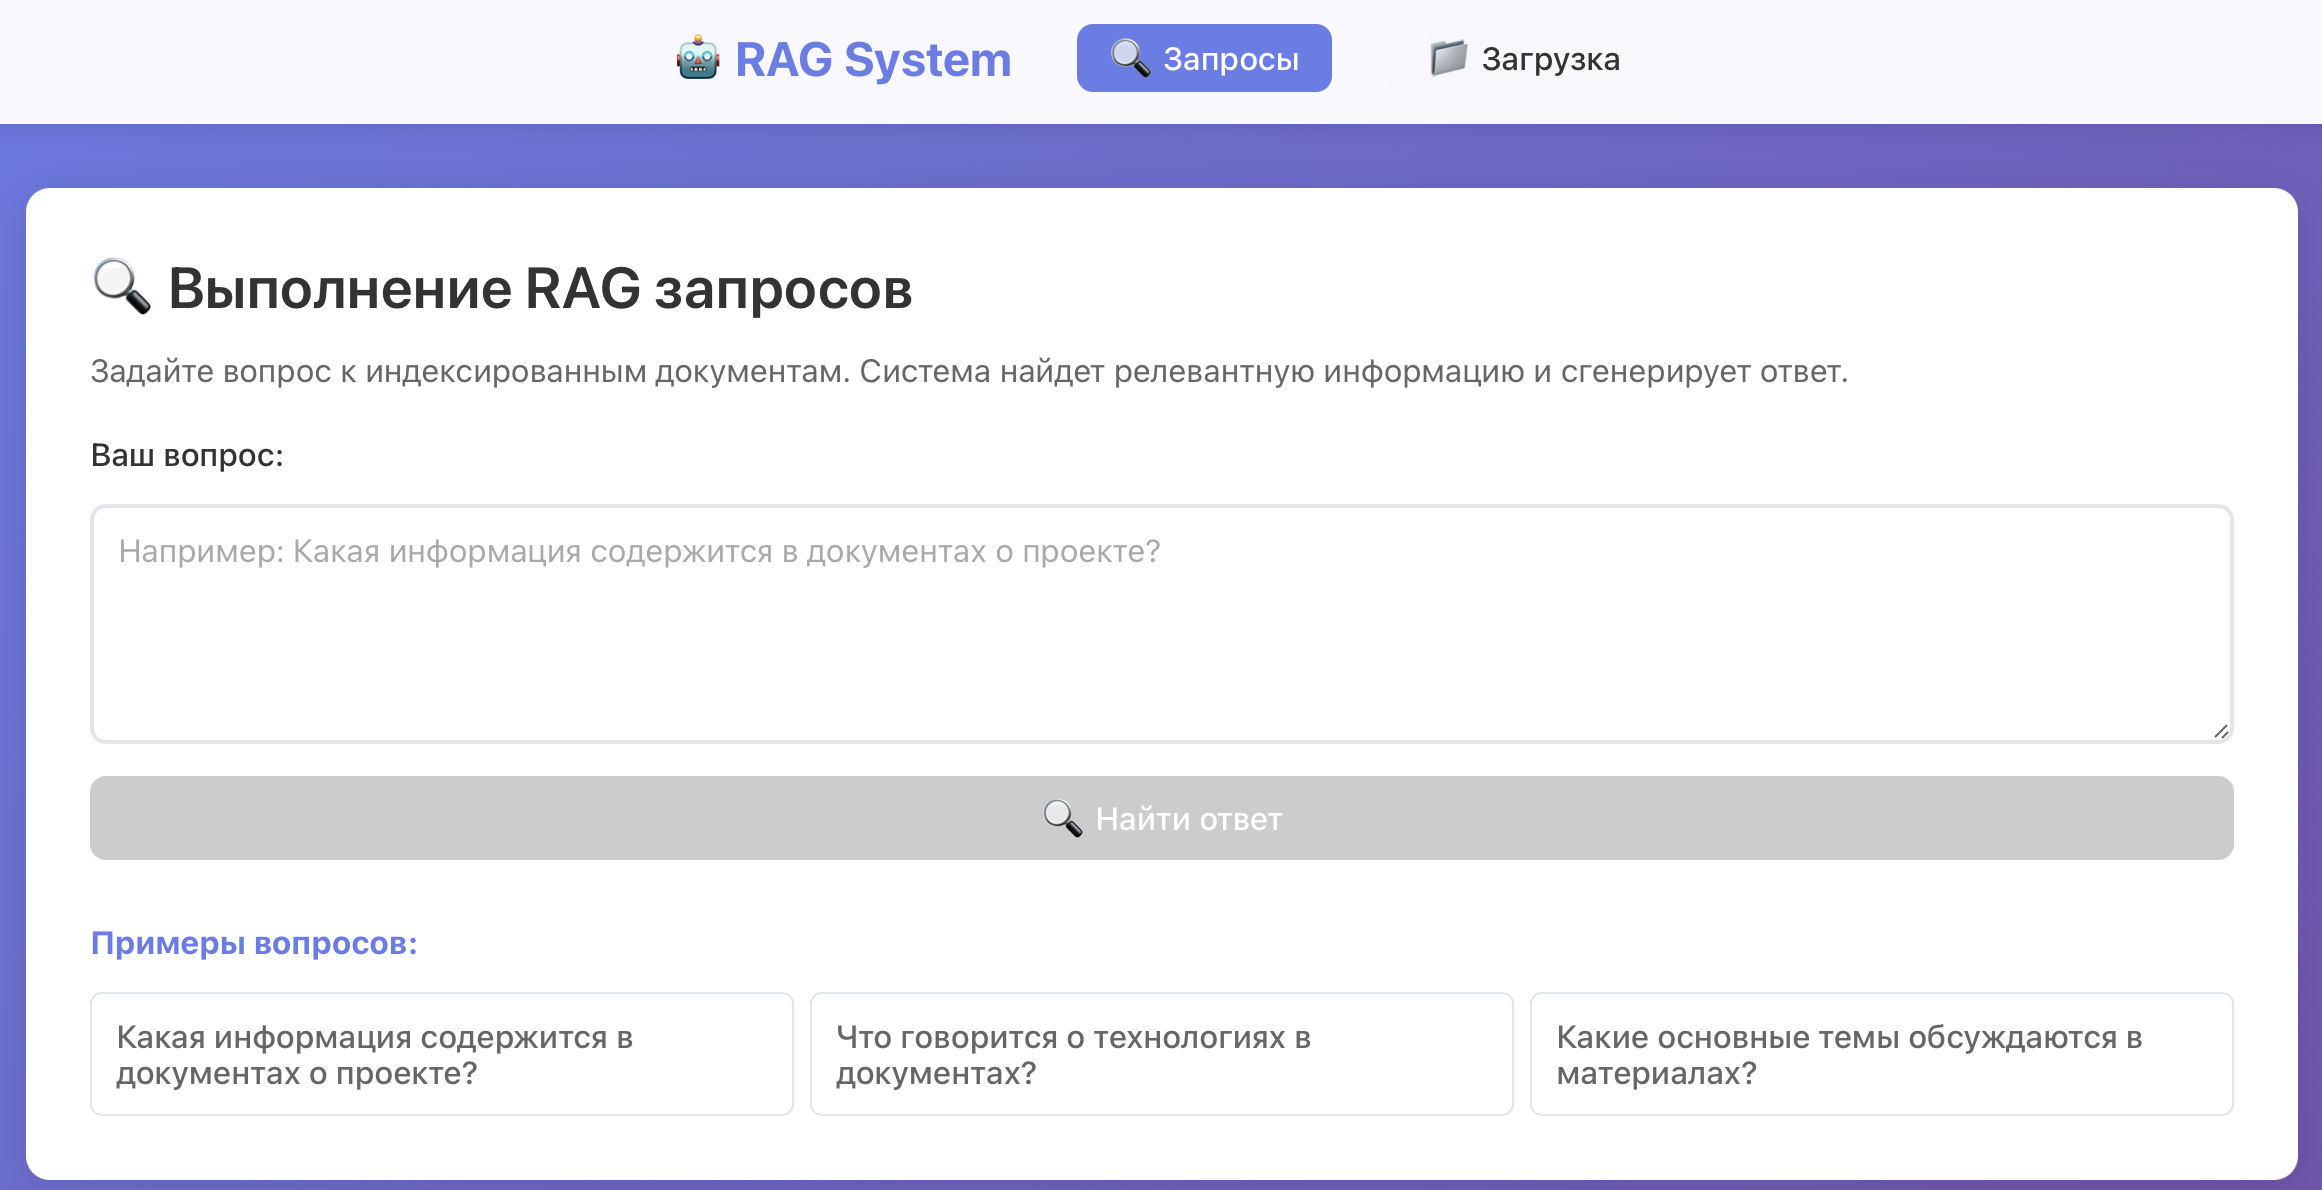 RAG System
Запросы
Загрузка
Выполнение RAG запросов
Задайте вопрос к индексированным документам. Система найдет релевантную информацию и сгенерирует ответ.
Ваш вопрос:
Например: Какая информация содержится в документах о проекте?
Найти ответ
Примеры вопросов:
Какая информация содержится в
документах о проекте?
Что говорится о технологиях в
документах?
Какие основные темы обсуждаются в
материалах?